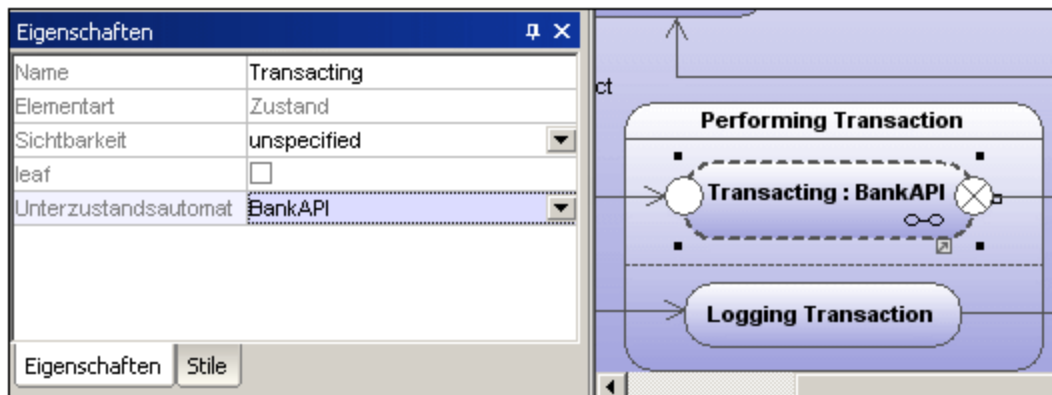 Eigenschaften
Name Transacting
Elementart Zustand
Sichtbarkeit unspecified
leaf
Unterzustandsautomat BankAPI
Eigenschaften Stile
ct
Performing Transaction
Transacting : BankAPI
Logging Transaction